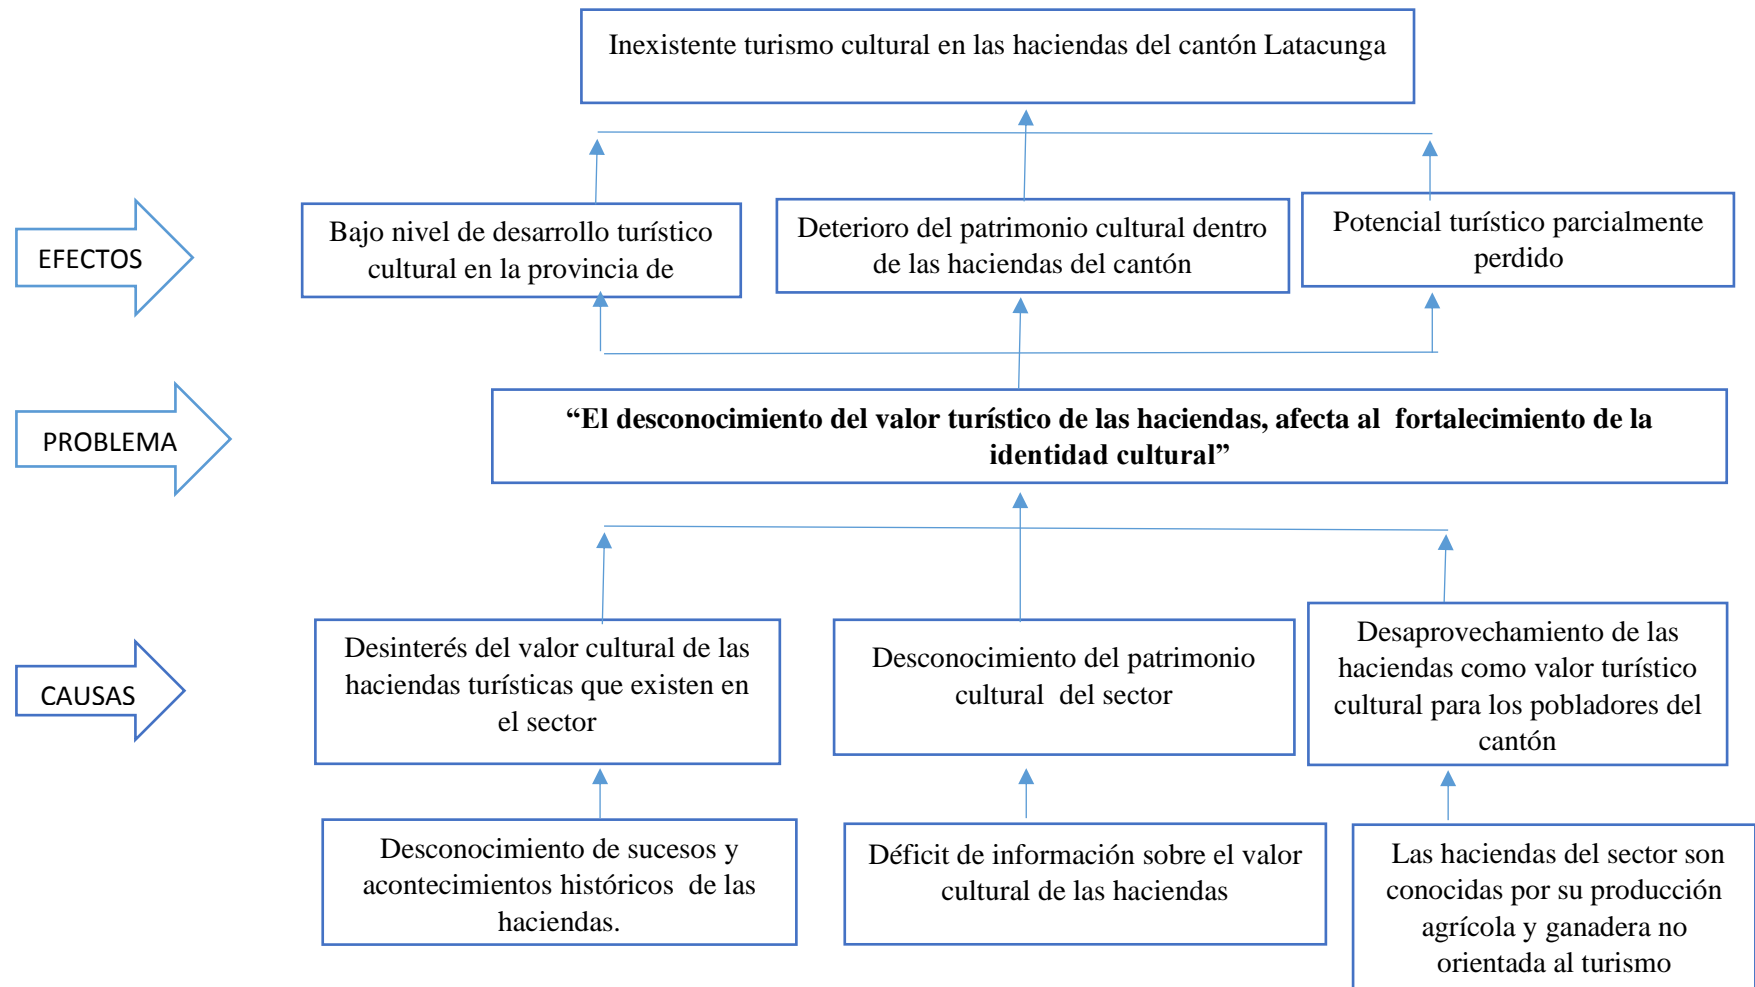 Inexistente turismo cultural en las haciendas del cantón Latacunga
EFECTOS
Bajo nivel de desarrollo turístico
cultural en la provincia de
Deterioro del patrimonio cultural dentro
de las haciendas del cantón
Potencial turístico parcialmente
perdido
PROBLEMA
“El desconocimiento del valor turístico de las haciendas, afecta al fortalecimiento de la
identidad cultural”
CAUSAS
Desinterés del valor cultural de las
haciendas turísticas que existen en
el sector
Desconocimiento del patrimonio
cultural del sector
Desaprovechamiento de las
haciendas como valor turístico
cultural para los pobladores del
cantón
Desconocimiento de sucesos y
acontecimientos históricos de las
haciendas.
Déficit de información sobre el valor
cultural de las haciendas
Las haciendas del sector son
conocidas por su producción
agrícola y ganadera no
orientada al turismo